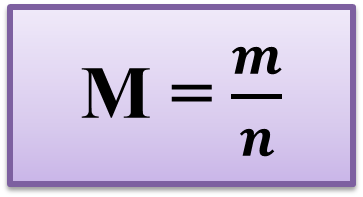 M = m/n